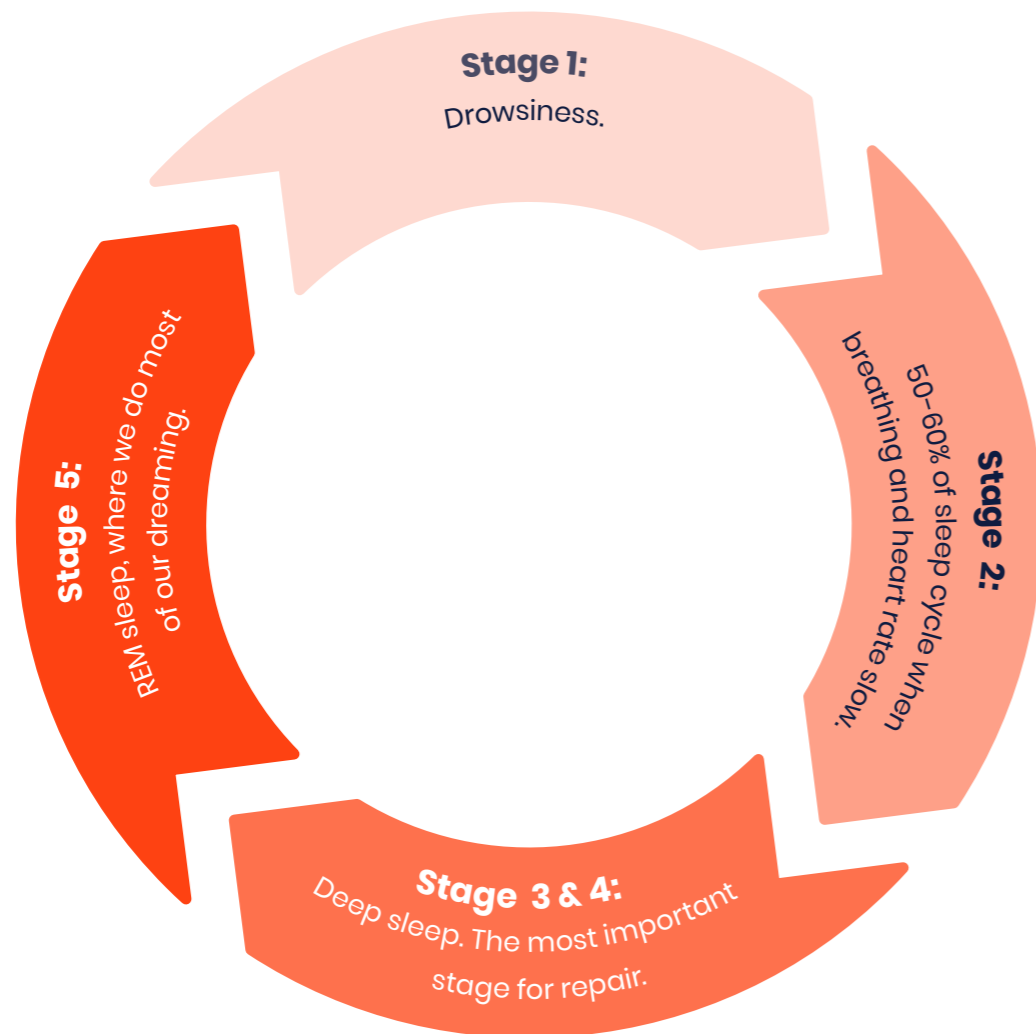 Stage 1:
Drowsiness.
Stage 2:
50-60% of sleep cycle when
breathing and heart rate slow.
Stage 3 & 4:
Deep sleep. The most important
stage for repair.
Stage 5:
REM sleep, where we do most
of our dreaming.